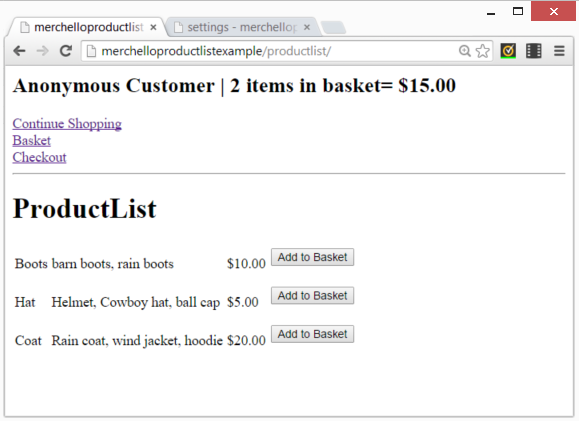 merchelloproductlist
settings - merchellop
merchelloproductlistexample/productlist/
Anonymous Customer | 2 items in basket= $15.00
Continue Shopping
Basket
Checkout
ProductList
Boots barn boots, rain boots $10.00 Add to Basket
Hat Helmet, Cowboy hat, ball cap $5.00 Add to Basket
Coat Rain coat, wind jacket, hoodie $20.00 Add to Basket